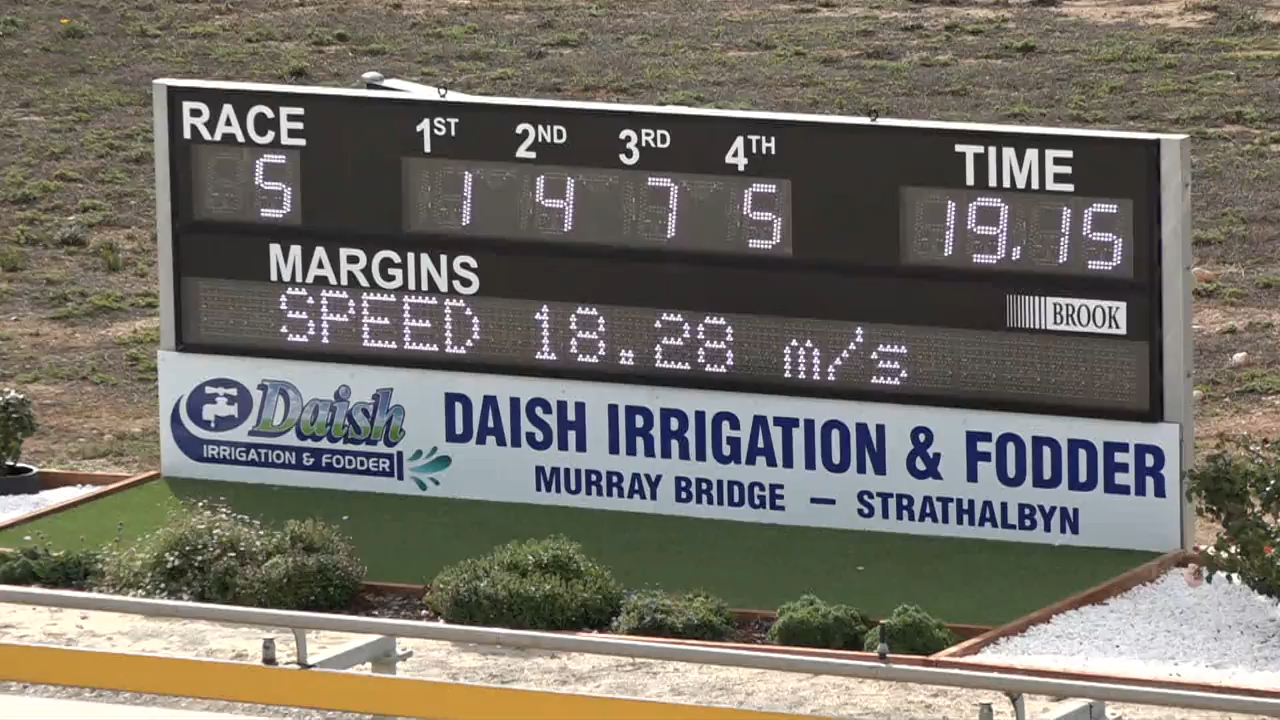 RACE 1ST 2ND 3RD 4TH TIME
5 1 4 7 5 19.15
MARGINS
BROOK
SPEED 18.28 m/s
Daish
IRRIGATION & FODDER
DAISH IRRIGATION & FODDER
MURRAY BRIDGE — STRATHALBYN